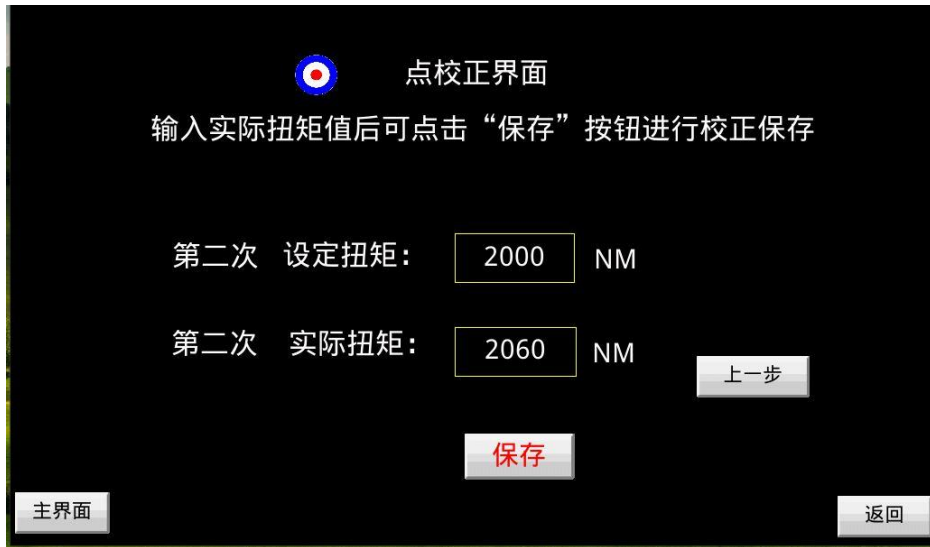 点校正界面
输入实际扭矩值后可点击“保存”按钮进行校正保存
第二次 设定扭矩: 2000 NM
第二次 实际扭矩: 2060 NM
上一步
保存
主界面
返回